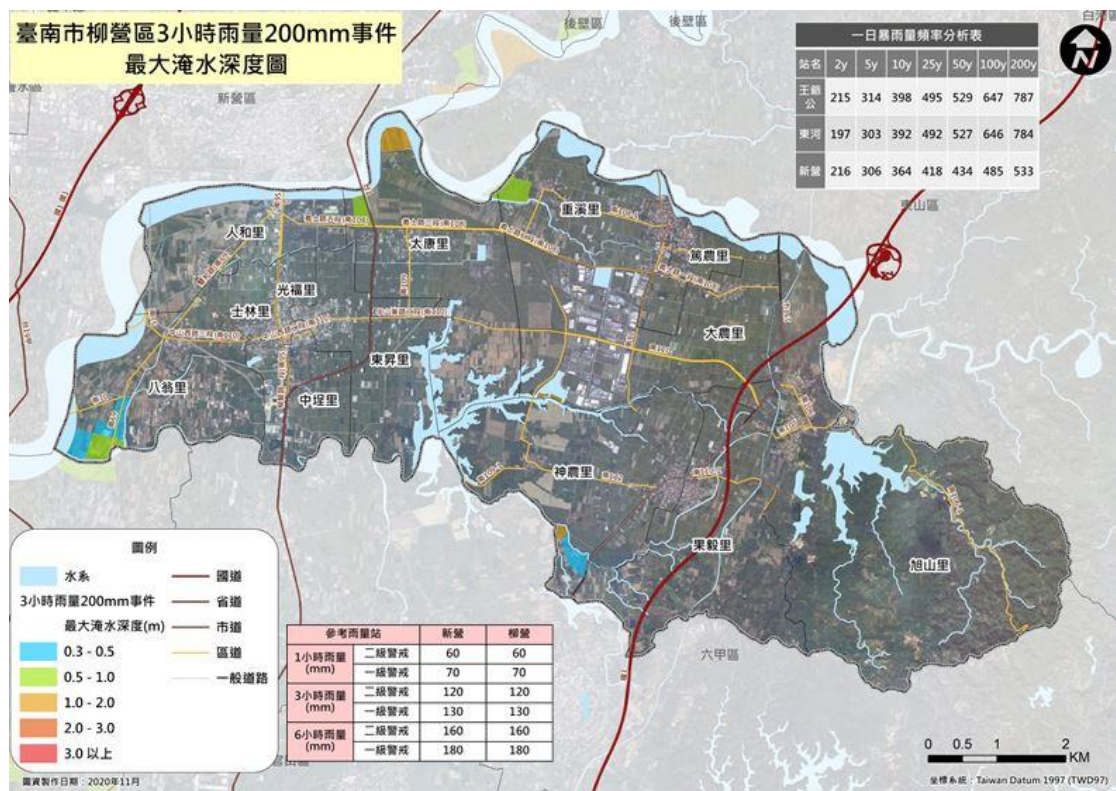 臺南市柳營區3小時雨量200mm事件
最大淹水深度圖
後壁區
後壁區
白河區
新營區
東山區
六甲區
一日暴雨量頻率分析表
站名 2y 5y 10y 25y 50y 100y 200y
王爺公 215 314 398 495 529 647 787
東河 197 303 392 492 527 646 784
新營 216 306 364 418 434 485 533
N
人和里
太康里
重溪里
篤農里
光福里
士林里
大農里
東昇里
八翁里
中埕里
神農里
果毅里
旭山里
圖例
水系
國道
3小時雨量200mm事件
省道
最大淹水深度(m)
市道
0.3 - 0.5
區道
0.5 - 1.0
一般道路
1.0 - 2.0
2.0 - 3.0
3.0 以上
參考雨量站 新營 柳營
1小時雨量(mm) 二級警戒 60 60
一級警戒 70 70
3小時雨量(mm) 二級警戒 120 120
一級警戒 130 130
6小時雨量(mm) 二級警戒 160 160
一級警戒 180 180
0 0.5 1 2
KM
圖資製作日期：2020年11月
坐標系統：Taiwan Datum 1997 (TWD97)